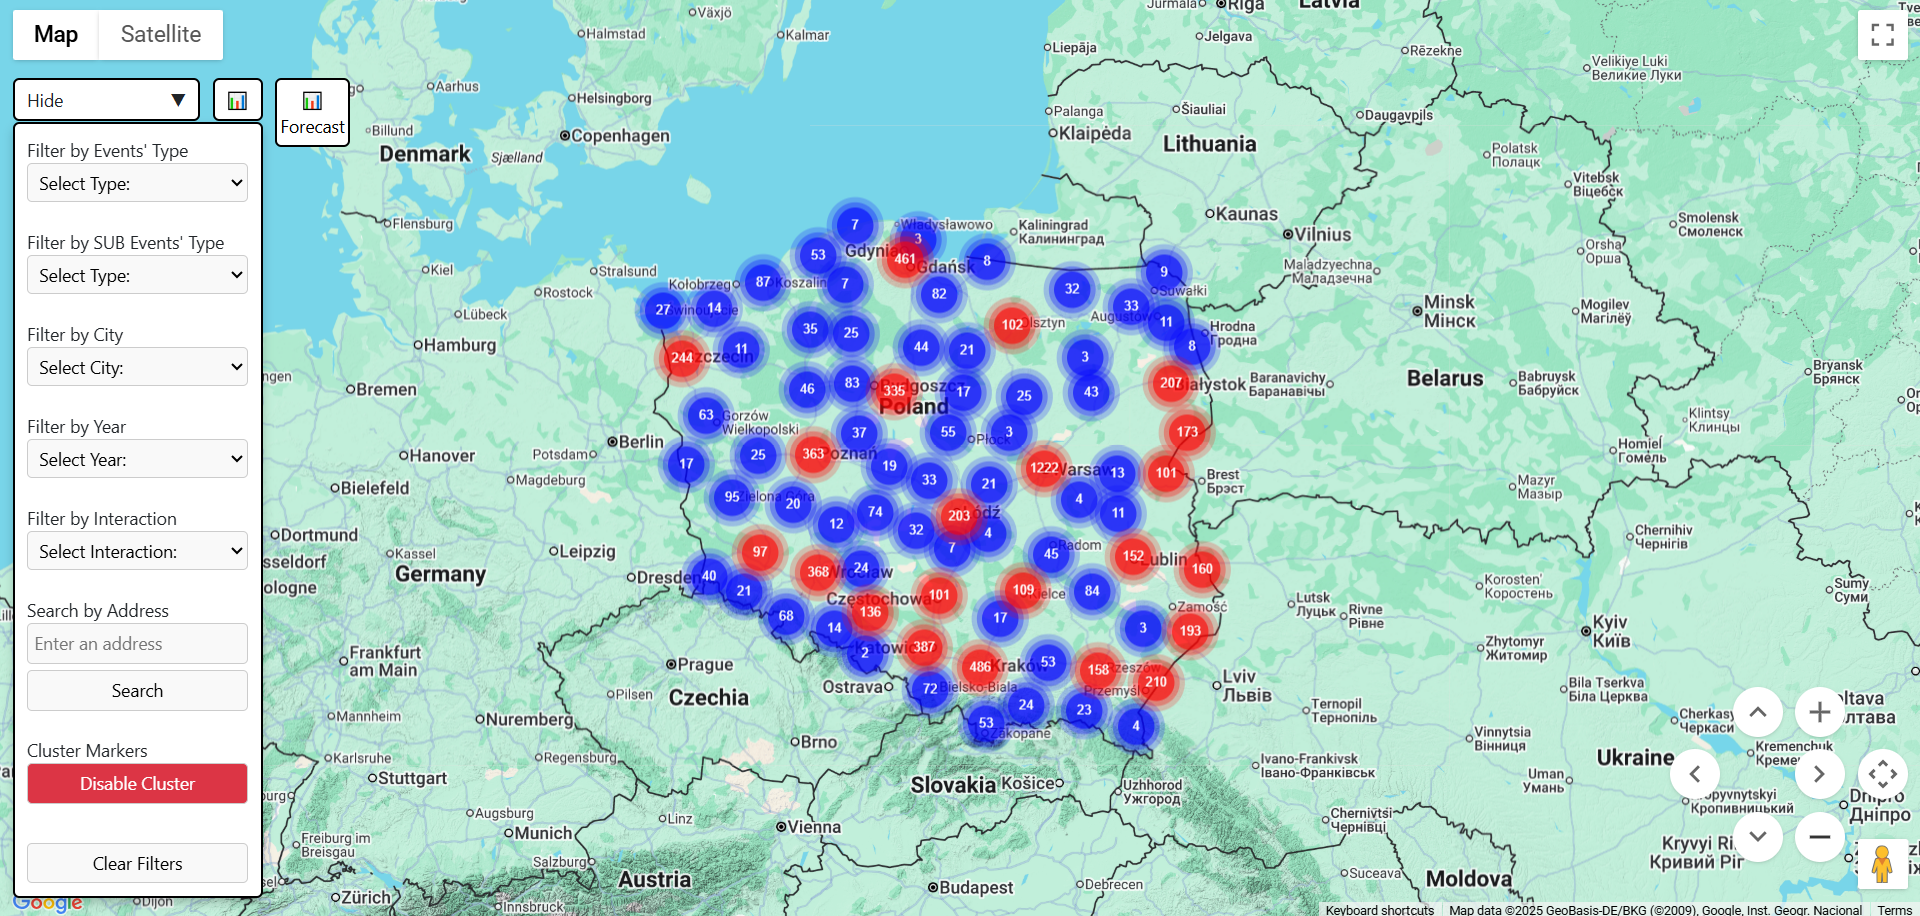 Map
Satellite
Hide
▼
Forecast
Filter by Events' Type
Select Type:
Filter by SUB Events' Type
Select Type:
Filter by City
Select City:
Filter by Year
Select Year:
Filter by Interaction
Select Interaction:
Search by Address
Enter an address
Search
Cluster Markers
Disable Cluster
Clear Filters
Google
Växjö
Halmstad
Kalmar
Jūrmala
Rīga
Latvia
Jelgava
Liepāja
Rēzekne
Velikiye Luki
Великие Луки
Aarhus
Helsingborg
Palanga
Šiauliai
Daugavpils
Billund
Copenhagen
Klaipėda
Denmark
Sjælland
Lithuania
Polatsk
Полацк
Vitebsk
Віцебск
Flensburg
Władysławowo
Kaliningrad
Калининград
Kaunas
Vilnius
Smolensk
Смоленск
Gdynia
Gdańsk
Orsha
Орша
Maladzyechna
Маладзечна
Kiel
Stralsund
Rostock
Kołobrzeg
Koszalin
Suwałki
Augustów
Minsk
Мінск
Mogilev
Магілёў
Lübeck
Hamburg
Olsztyn
Hrodna
Гродна
Bryansk
Брянск
Bremen
Białystok
Baranavichy
Баранавічы
Belarus
Babruysk
Бабруйск
Poland
Gorzów
Wielkopolski
Klintsy
Клинцы
Berlin
Płock
Homieĺ
Гомель
Hanover
Potsdam
Poznań
Warsaw
Brest
Брэст
Magdeburg
Bielefeld
Zielona Góra
Mazyr
Мазыр
Łódź
Chernihiv
Чернігів
Dortmund
Kassel
Leipzig
Radom
Lublin
Germany
Dresden
Wrocław
Korosten'
Коростень
Sumy
Суми
Częstochowa
Kielce
Zamość
Lutsk
Луцьк
Rivne
Рівне
Kyiv
Київ
Zhytomyr
Житомир
Frankfurt
am Main
Prague
Katowice
Kraków
Rzeszów
Lviv
Львів
Pilsen
Czechia
Ostrava
Bielsko-Biala
Przemyśl
Ternopil
Тернопіль
Bila Tserkva
Біла Церква
Mannheim
Nuremberg
Zakopane
Vinnytsia
Вінниця
Brno
Karlsruhe
Regensburg
Stuttgart
Slovakia
Košice
Uzhhorod
Ужгород
Ivano-Frankivsk
Івано-Франківськ
Uman
Умань
Ukraine
Kremenchuk
Кропивницький
Dnipro
Дніпро
Augsburg
Munich
Linz
Vienna
Chernivtsi
Чернівці
Freiburg im
Breisgau
Salzburg
Кривий Ріг
Austria
Budapest
Debrecen
Suceava
Moldova
Zürich
Innsbruck
Dijon
7
3
53
461
8
87
7
82
32
9
33
27
14
35
25
102
11
8
244
11
44
21
3
46
83
335
17
25
43
207
63
37
55
3
173
17
25
363
19
33
21
1222
13
101
95
20
74
4
11
12
32
203
4
7
97
368
24
45
152
160
40
21
101
109
84
68
136
17
14
3
193
2
387
486
53
158
210
72
24
23
53
4
Keyboard shortcuts
Map data ©2025 GeoBasis-DE/BKG (©2009), Google, Inst. Geogr. Nacional
Terms